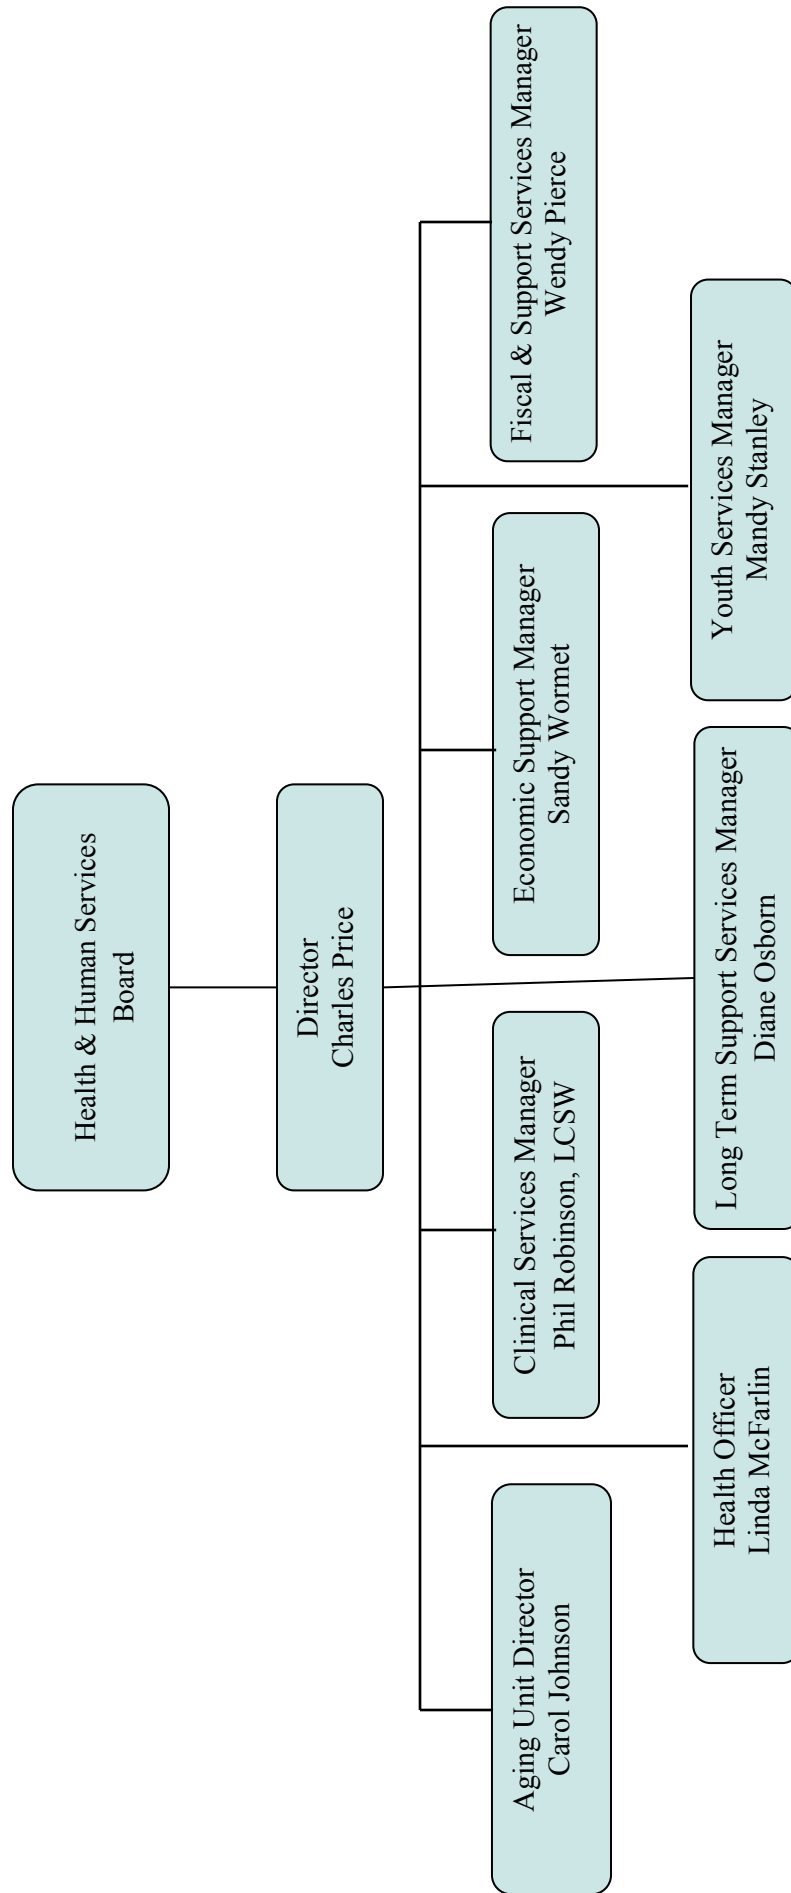 Health & Human Services
Board
Director
Charles Price
Aging Unit Director
Carol Johnson
Clinical Services Manager
Phil Robinson, LCSW
Economic Support Manager
Sandy Wormet
Fiscal & Support Services Manager
Wendy Pierce
Health Officer
Linda McFarlin
Long Term Support Services Manager
Diane Osborn
Youth Services Manager
Mandy Stanley